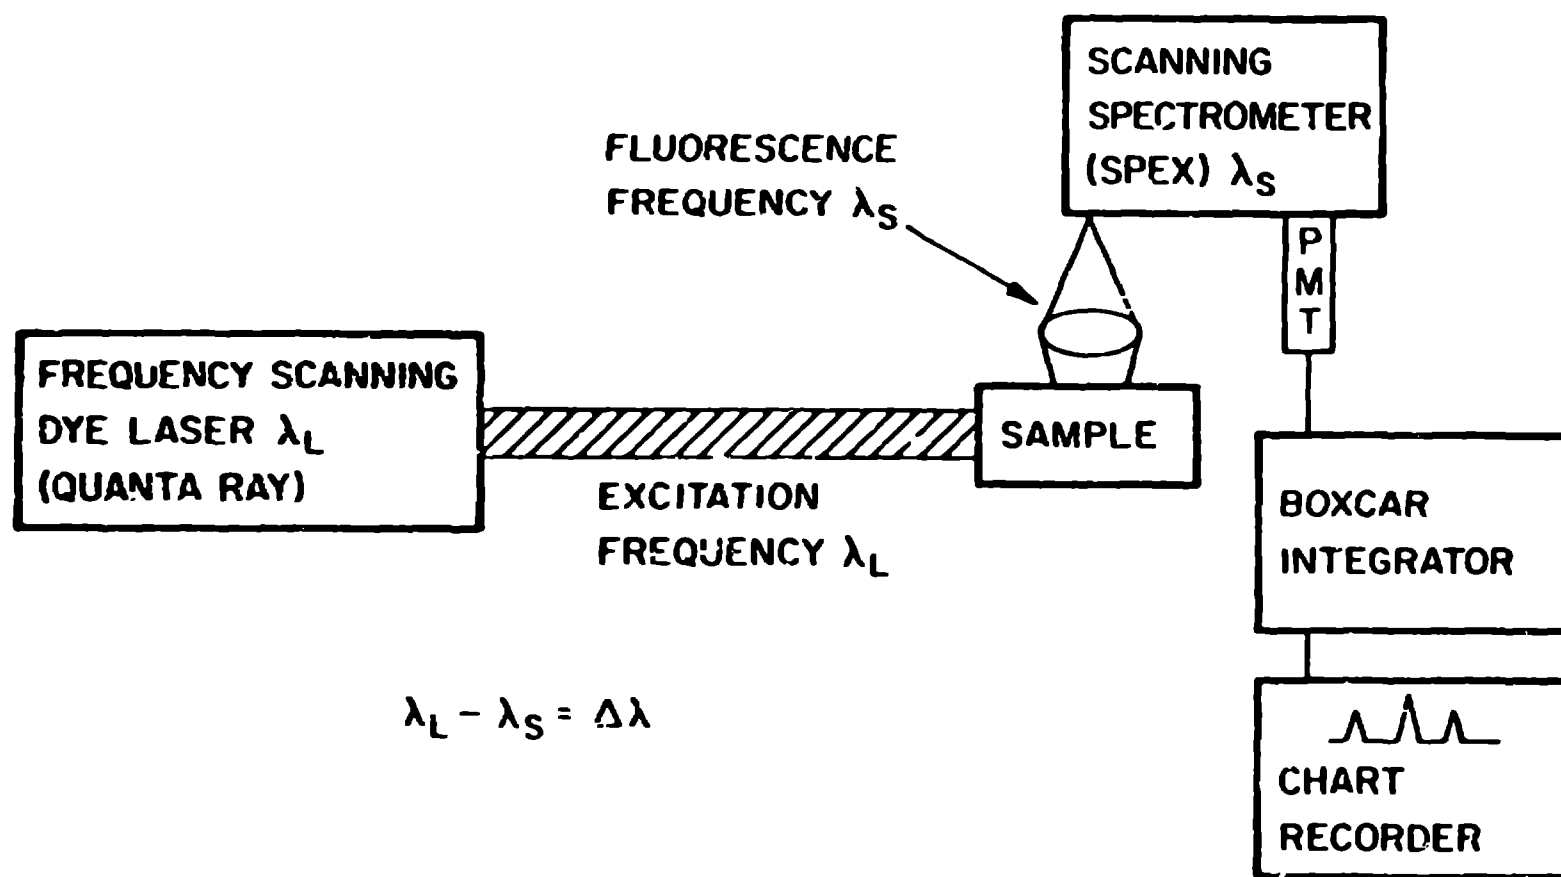 SCANNING
SPECTROMETER
(SPEX) λS
FLUORESCENCE
FREQUENCY λS
PMT
FREQUENCY SCANNING
DYE LASER λL
(QUANTA RAY)
SAMPLE
EXCITATION
FREQUENCY λL
BOXCAR
INTEGRATOR
λL - λS = Δλ
CHART
RECORDER